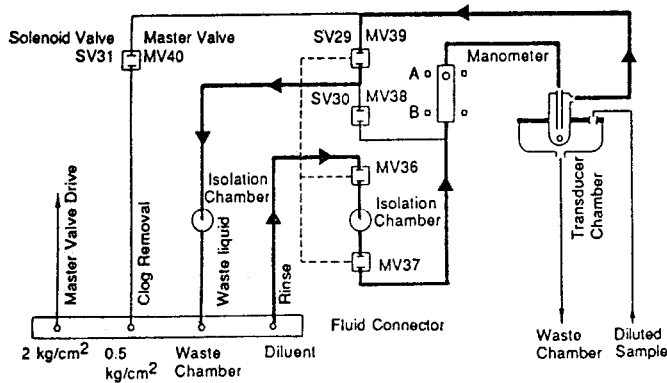 Solenoid Valve
SV31
Master Valve
MV40
SV29
MV39
SV30
MV38
A
B
Manometer
MV36
Isolation
Chamber
Isolation
Chamber
MV37
Master Valve Drive
Clog Removal
Waste liquid
Rinse
Transducer
Chamber
Fluid Connector
2 kg/cm²
0.5
kg/cm²
Waste
Chamber
Diluent
Waste
Chamber
Diluted
Sample